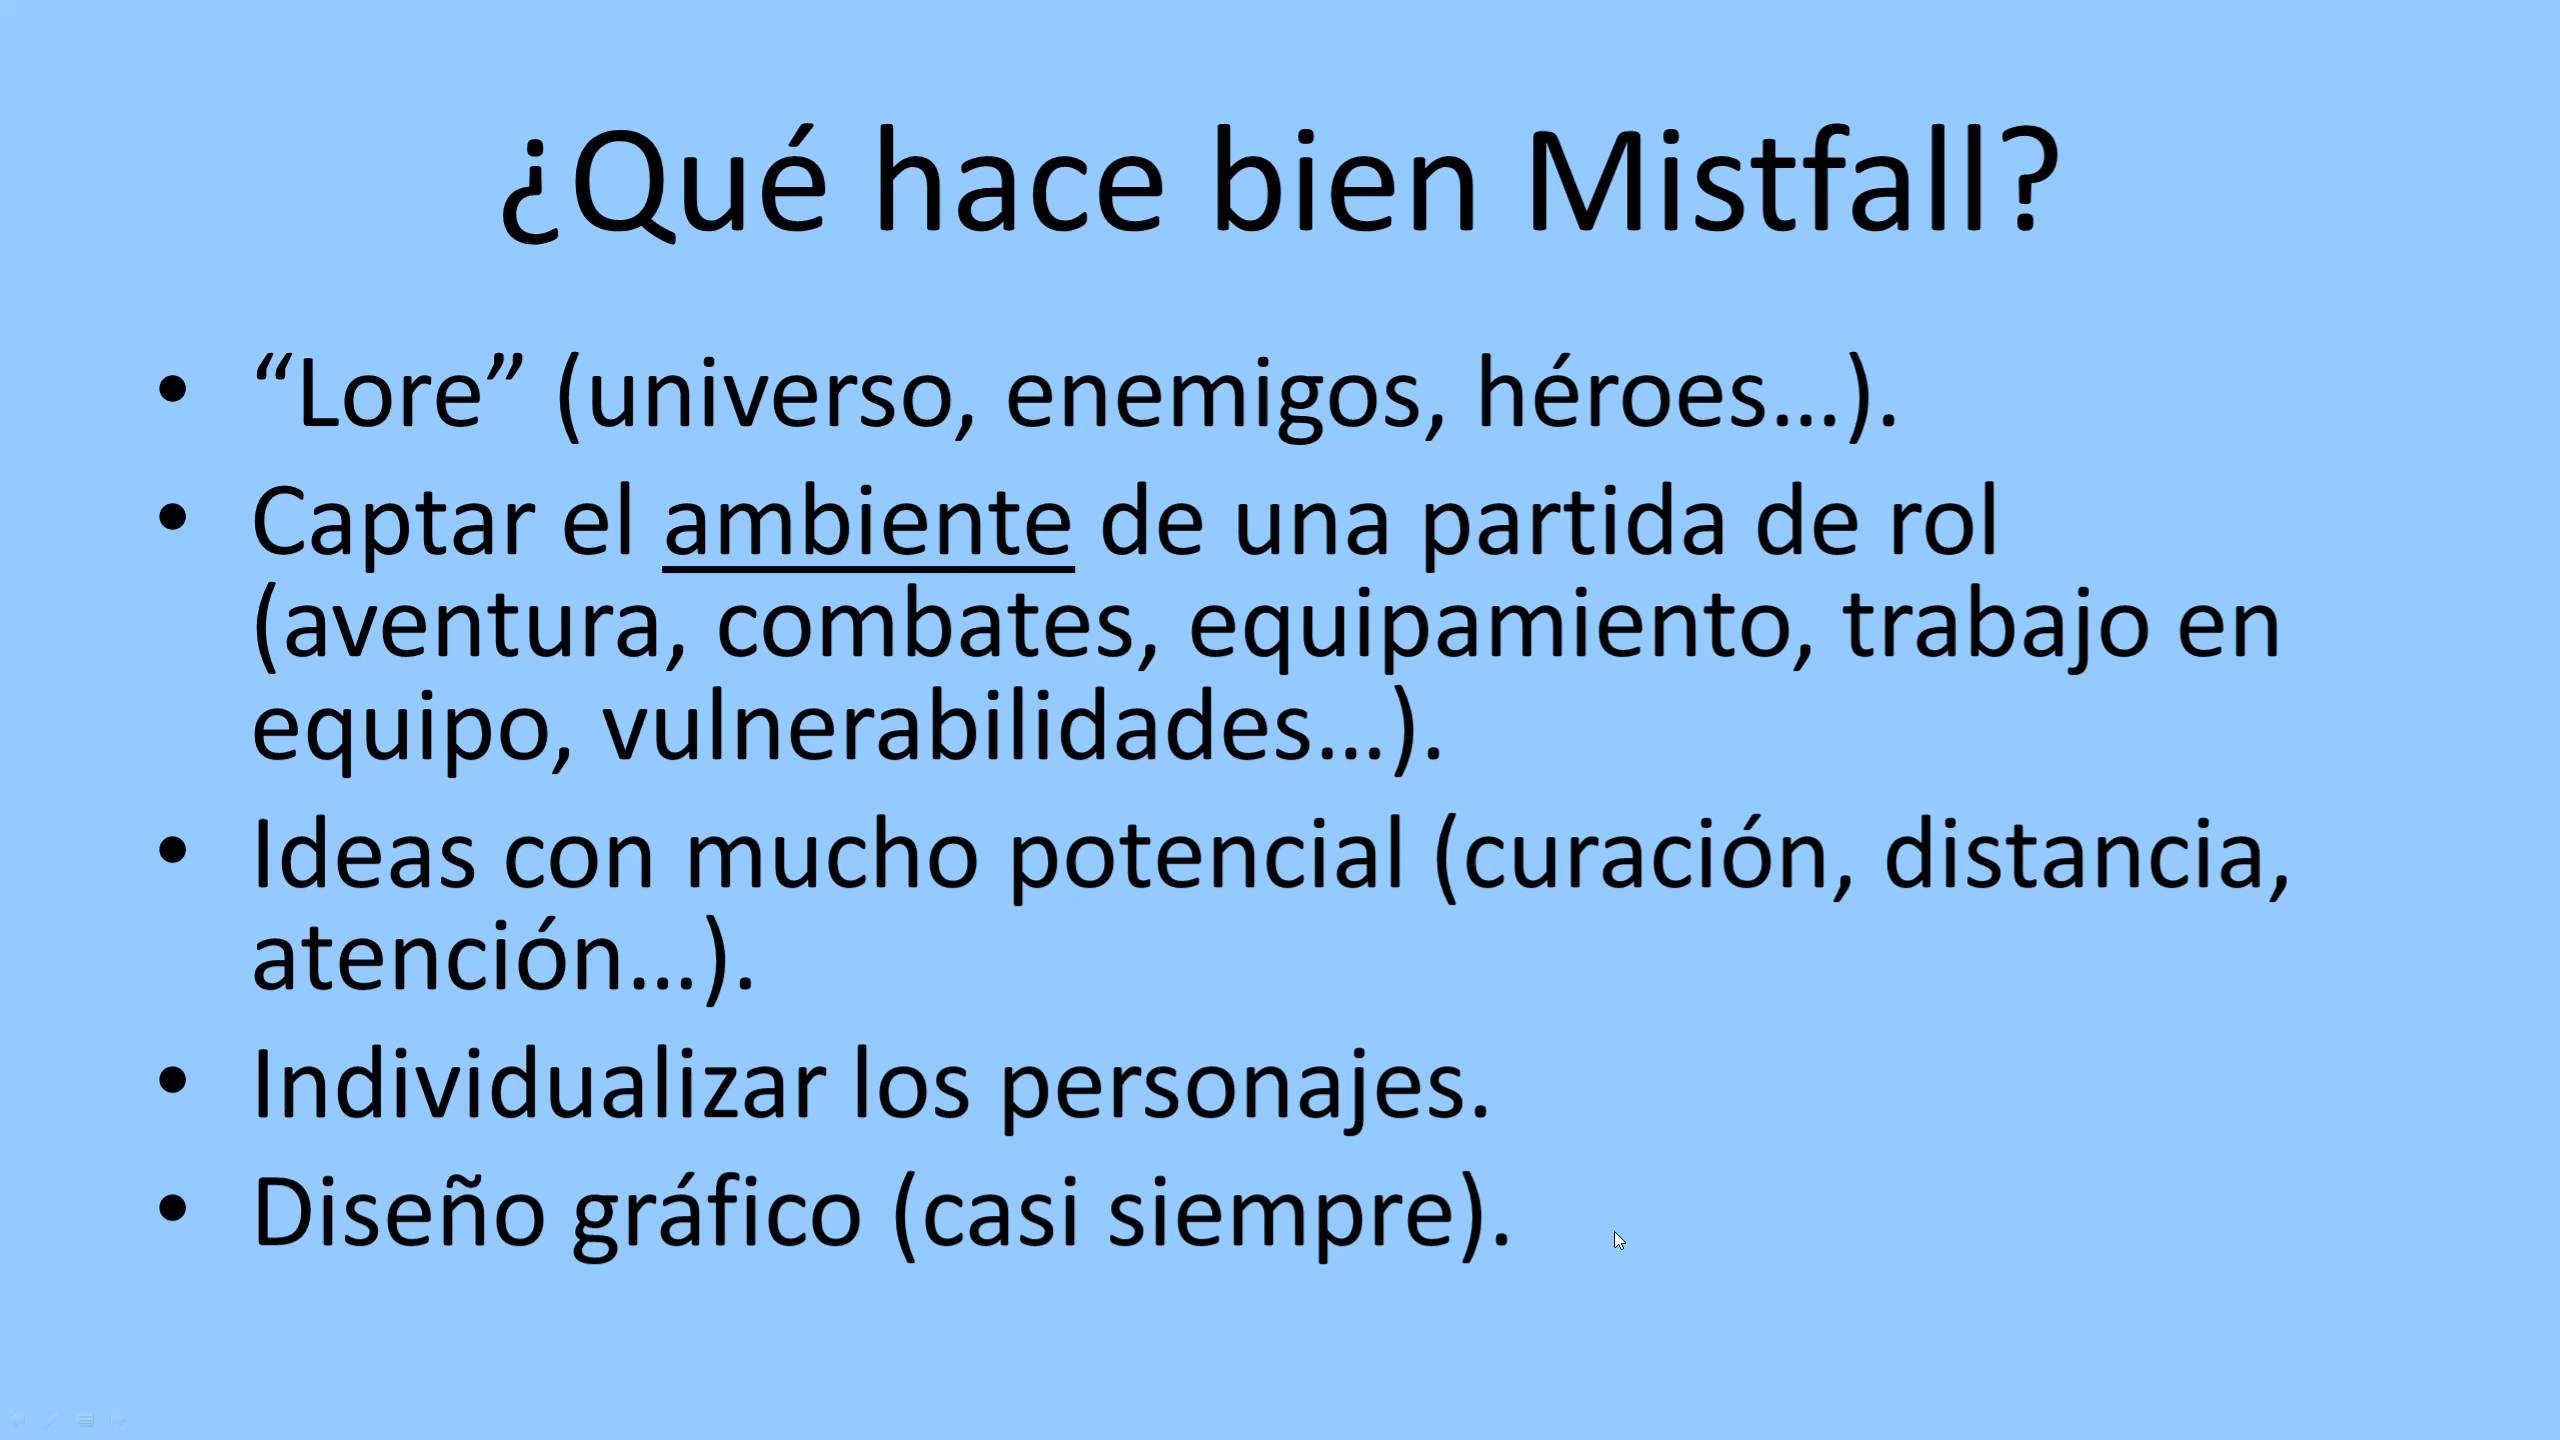 ¿Qué hace bien Mistfall?
• “Lore” (universo, enemigos, héroes…).
• Captar el ambiente de una partida de rol
(aventura, combates, equipamiento, trabajo en
equipo, vulnerabilidades…).
• Ideas con mucho potencial (curación, distancia,
atención…).
• Individualizar los personajes.
• Diseño gráfico (casi siempre).